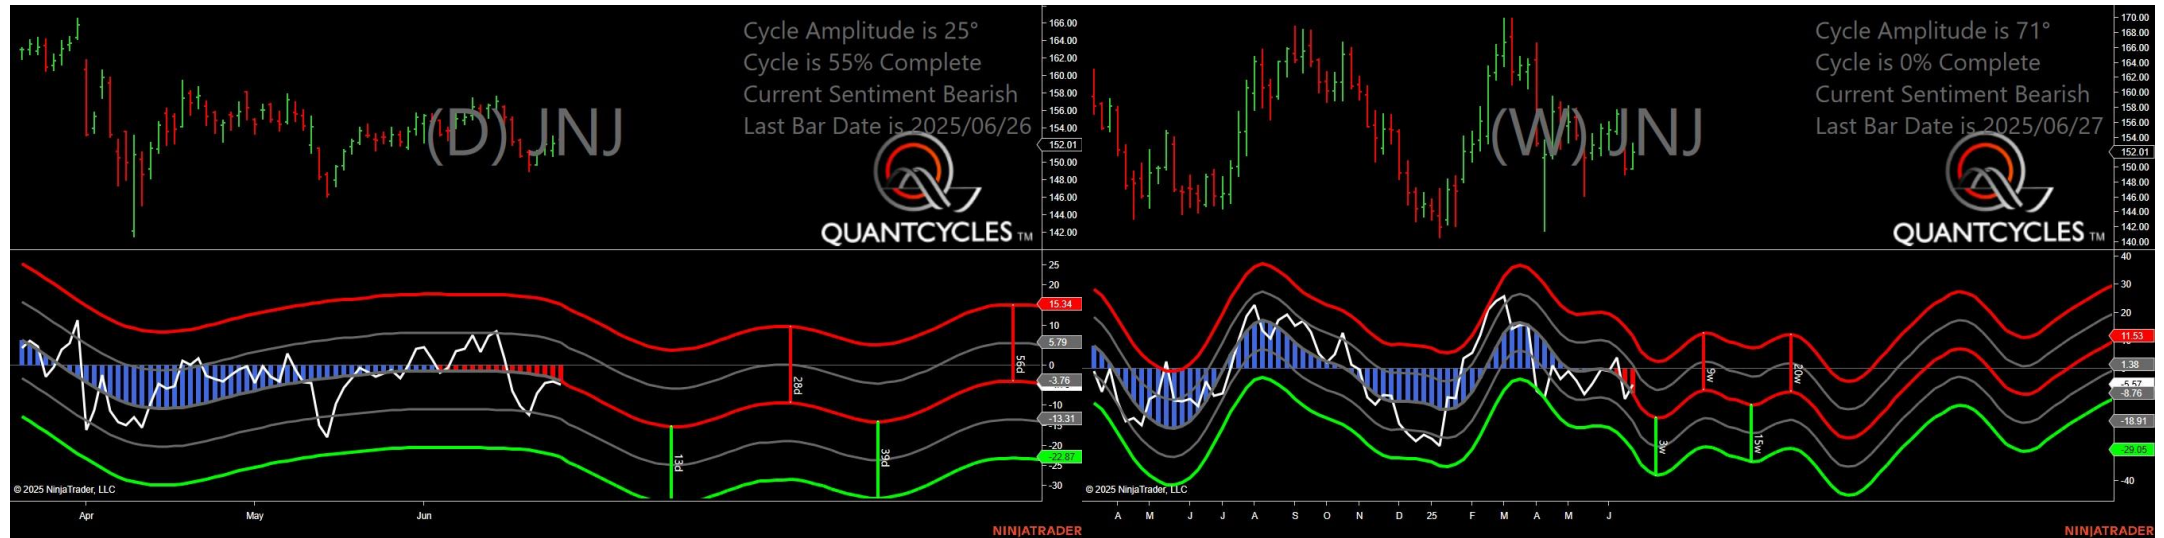 Cycle Amplitude is 25°
Cycle is 55% Complete
Current Sentiment Bearish
Last Bar Date is 2025/06/26
(D) JNJ
QUANTCYCLES TM
166.00
164.00
162.00
160.00
158.00
156.00
154.00
152.01
150.00
148.00
146.00
144.00
142.00
25
20
15.34
10
5.79
0
-3.76
-10
-13.31
-15
-20
-22.87
-25
-30
13d
28d
39d
56d
© 2025 NinjaTrader, LLC
Apr
May
Jun
NINJATRADER
Cycle Amplitude is 71°
Cycle is 0% Complete
Current Sentiment Bearish
Last Bar Date is 2025/06/27
(W) JNJ
QUANTCYCLES TM
170.00
168.00
166.00
164.00
162.00
160.00
158.00
156.00
154.00
152.01
150.00
148.00
146.00
144.00
142.00
140.00
40
30
20
11.53
1.38
-5.57
-8.76
-18.91
-29.05
-40
3w
9w
15w
20w
© 2025 NinjaTrader, LLC
A M J J A S O N D 25 F M A M J
NINJATRADER